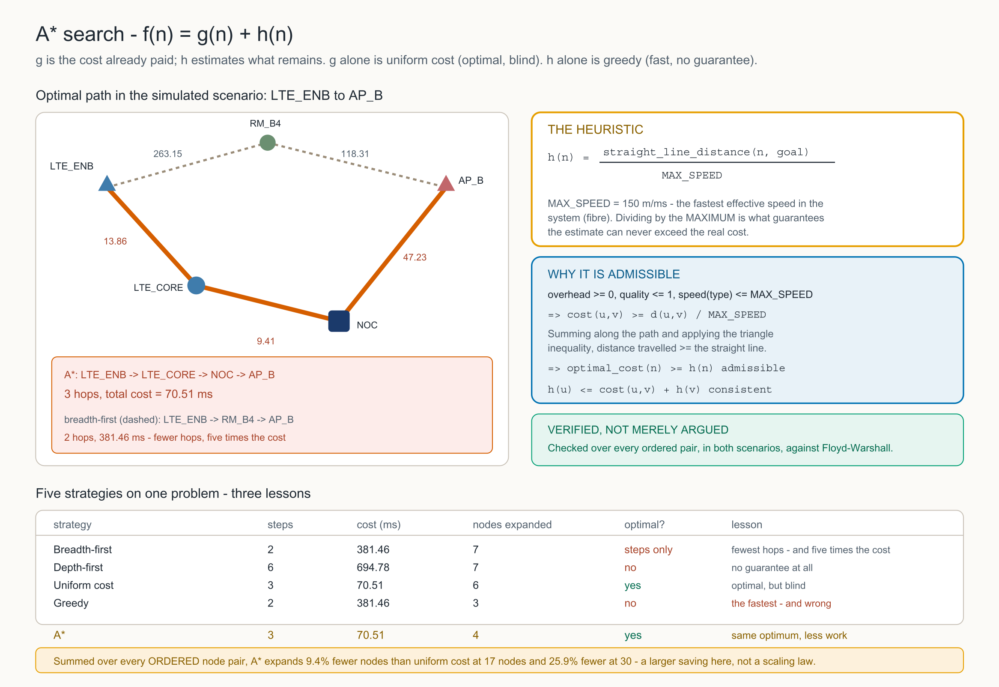 A* search - f(n) = g(n) + h(n)
g is the cost already paid; h estimates what remains. g alone is uniform cost (optimal, blind). h alone is greedy (fast, no guarantee).
Optimal path in the simulated scenario: LTE_ENB to AP_B
RM_B4
263.15
118.31
LTE_ENB
AP_B
13.86
47.23
LTE_CORE
NOC
9.41
A*: LTE_ENB -> LTE_CORE -> NOC -> AP_B
3 hops, total cost = 70.51 ms
breadth-first (dashed): LTE_ENB -> RM_B4 -> AP_B
2 hops, 381.46 ms - fewer hops, five times the cost
THE HEURISTIC
straight_line_distance(n, goal)
h(n) =
MAX_SPEED
MAX_SPEED = 150 m/ms - the fastest effective speed in the
system (fibre). Dividing by the MAXIMUM is what guarantees
the estimate can never exceed the real cost.
WHY IT IS ADMISSIBLE
overhead >= 0, quality <= 1, speed(type) <= MAX_SPEED
=> cost(u,v) >= d(u,v) / MAX_SPEED
Summing along the path and applying the triangle
inequality, distance travelled >= the straight line.
=> optimal_cost(n) >= h(n) admissible
h(u) <= cost(u,v) + h(v) consistent
VERIFIED, NOT MERELY ARGUED
Checked over every ordered pair, in both scenarios, against Floyd-Warshall.
Five strategies on one problem - three lessons
strategy steps cost (ms) nodes expanded optimal? lesson
Breadth-first 2 381.46 7 steps only fewest hops - and five times the cost
Depth-first 6 694.78 7 no no guarantee at all
Uniform cost 3 70.51 6 yes optimal, but blind
Greedy 2 381.46 3 no the fastest - and wrong
A* 3 70.51 4 yes same optimum, less work
Summed over every ORDERED node pair, A* expands 9.4% fewer nodes than uniform cost at 17 nodes and 25.9% fewer at 30 - a larger saving here, not a scaling law.